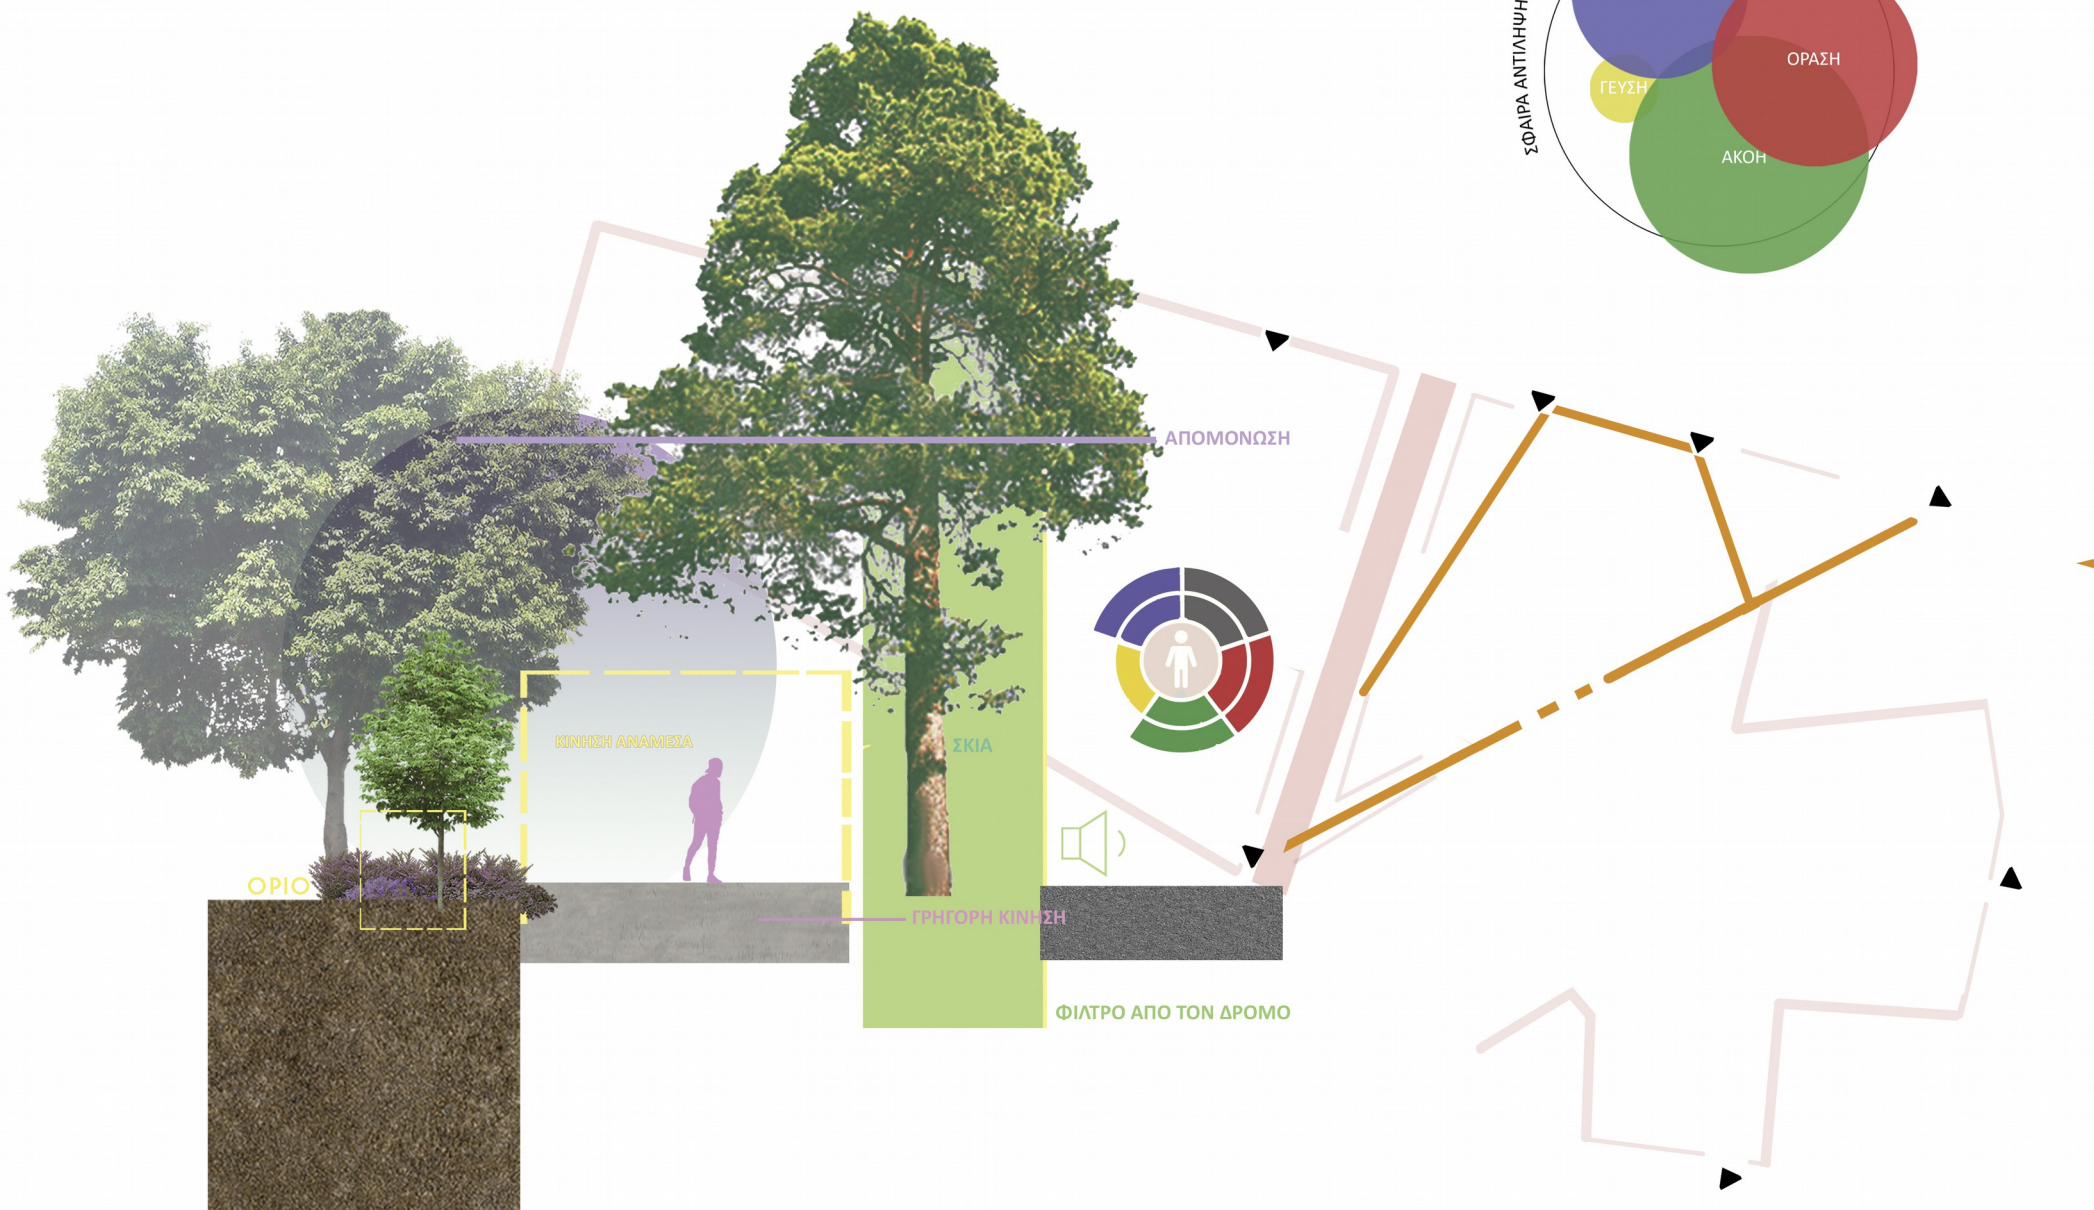 ΣΦΑΙΡΑ ΑΝΤΙΛΗΨΗ
ΟΡΑΣΗ
ΓΕΥΣΗ
ΑΚΟΗ
ΑΠΟΜΟΝΩΣΗ
ΚΙΝΗΣΗ ΑΝΑΜΕΣΑ
ΣΚΙΑ
ΟΡΙΟ
ΓΡΗΓΟΡΗ ΚΙΝΗΣΗ
ΦΙΛΤΡΟ ΑΠΟ ΤΟΝ ΔΡΟΜΟ